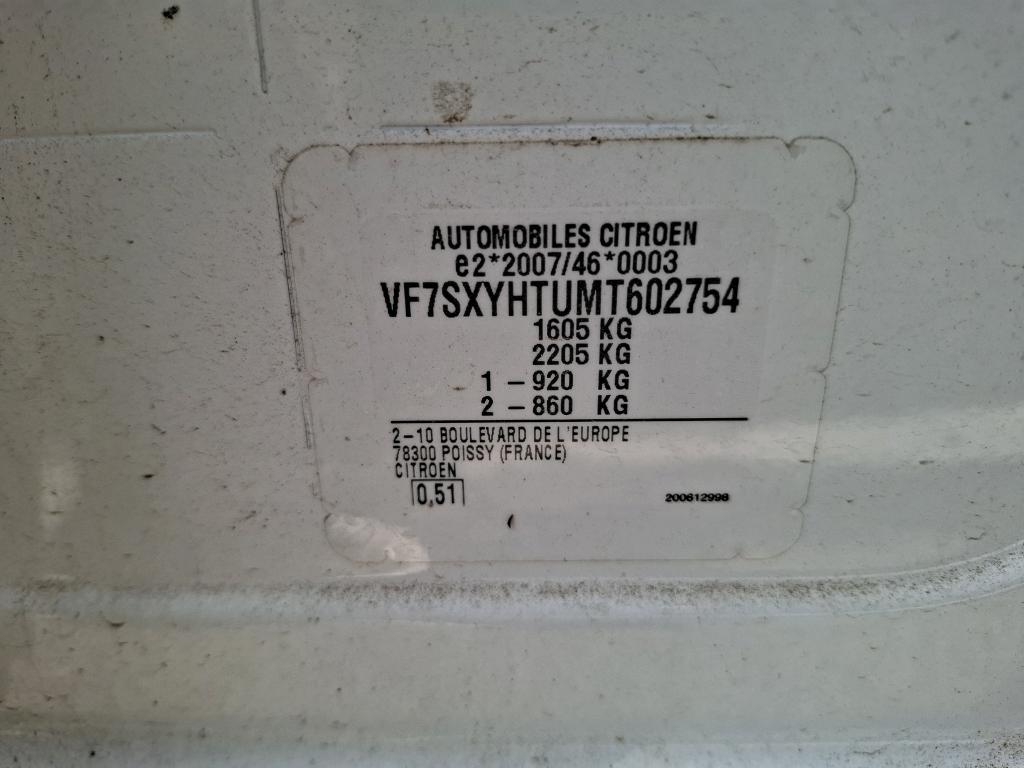 AUTOMOBILES CITROEN
e2*2007/46*0003
VF7SXYHTUMT602754
1605 KG
2205 KG
1 – 920 KG
2 – 860 KG
2–10 BOULEVARD DE L'EUROPE
78300 POISSY (FRANCE)
CITROEN
0,51
200612998